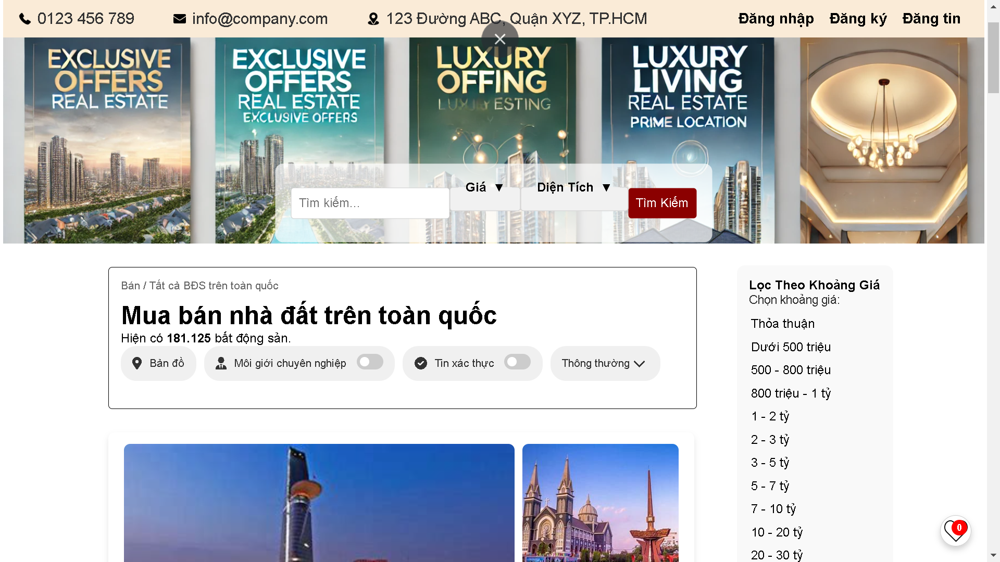 0123 456 789
info@company.com
123 Đường ABC, Quận XYZ, TP.HCM
Đăng nhập
Đăng ký
Đăng tin
EXCLUSIVE
OFFERS
REAL ESTATE
EXCLUSIVE
OFFERS
REAL ESTATE
EXCLUSIVE OFFERS
LUXURY
OFFING
ESTING
LUXURY
LIVING
REAL ESTATE
PRIME LOCATION
Tìm kiếm...
Giá ▼
Diện Tích ▼
Tìm Kiếm
Bán / Tất cả BĐS trên toàn quốc
Mua bán nhà đất trên toàn quốc
Hiện có 181.125 bất động sản.
Bản đồ
Môi giới chuyên nghiệp
Tin xác thực
Thông thường
Lọc Theo Khoảng Giá
Chọn khoảng giá:
Thỏa thuận
Dưới 500 triệu
500 - 800 triệu
800 triệu - 1 tỷ
1 - 2 tỷ
2 - 3 tỷ
3 - 5 tỷ
5 - 7 tỷ
7 - 10 tỷ
10 - 20 tỷ
20 - 30 tỷ
0